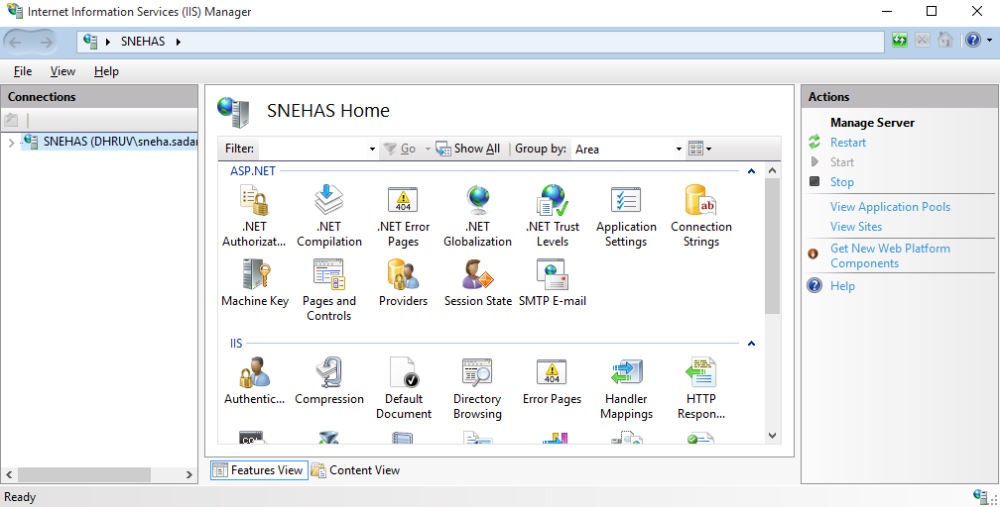 Internet Information Services (IIS) Manager
SNEHAS
File View Help
Connections
SNEHAS (DHRUV\sneha.sadar
SNEHAS Home
Filter: Go Show All Group by: Area
ASP.NET
.NET Authorizat...
.NET Compilation
.NET Error Pages
.NET Globalization
.NET Trust Levels
Application Settings
Connection Strings
Machine Key
Pages and Controls
Providers
Session State
SMTP E-mail
IIS
Authentic...
Compression
Default Document
Directory Browsing
Error Pages
Handler Mappings
HTTP Respon...
Features View Content View
Actions
Manage Server
Restart
Start
Stop
View Application Pools
View Sites
Get New Web Platform
Components
Help
Ready